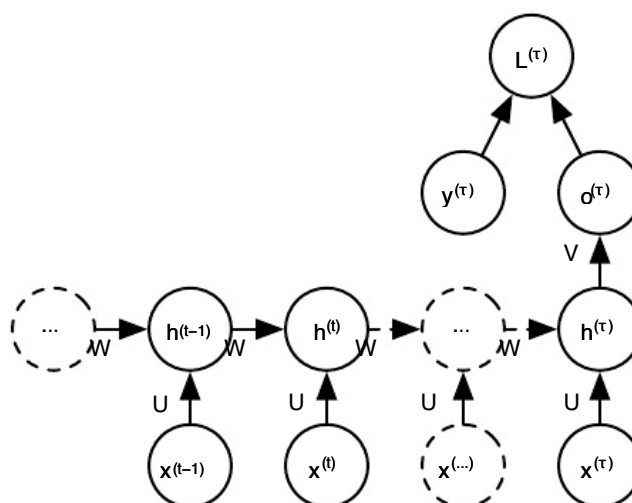 L(τ)
y(τ) o(τ)
V
... h(t−1) h(t) ... h(τ)
W W W W
U U U U
x(t−1) x(t) x(...) x(τ)